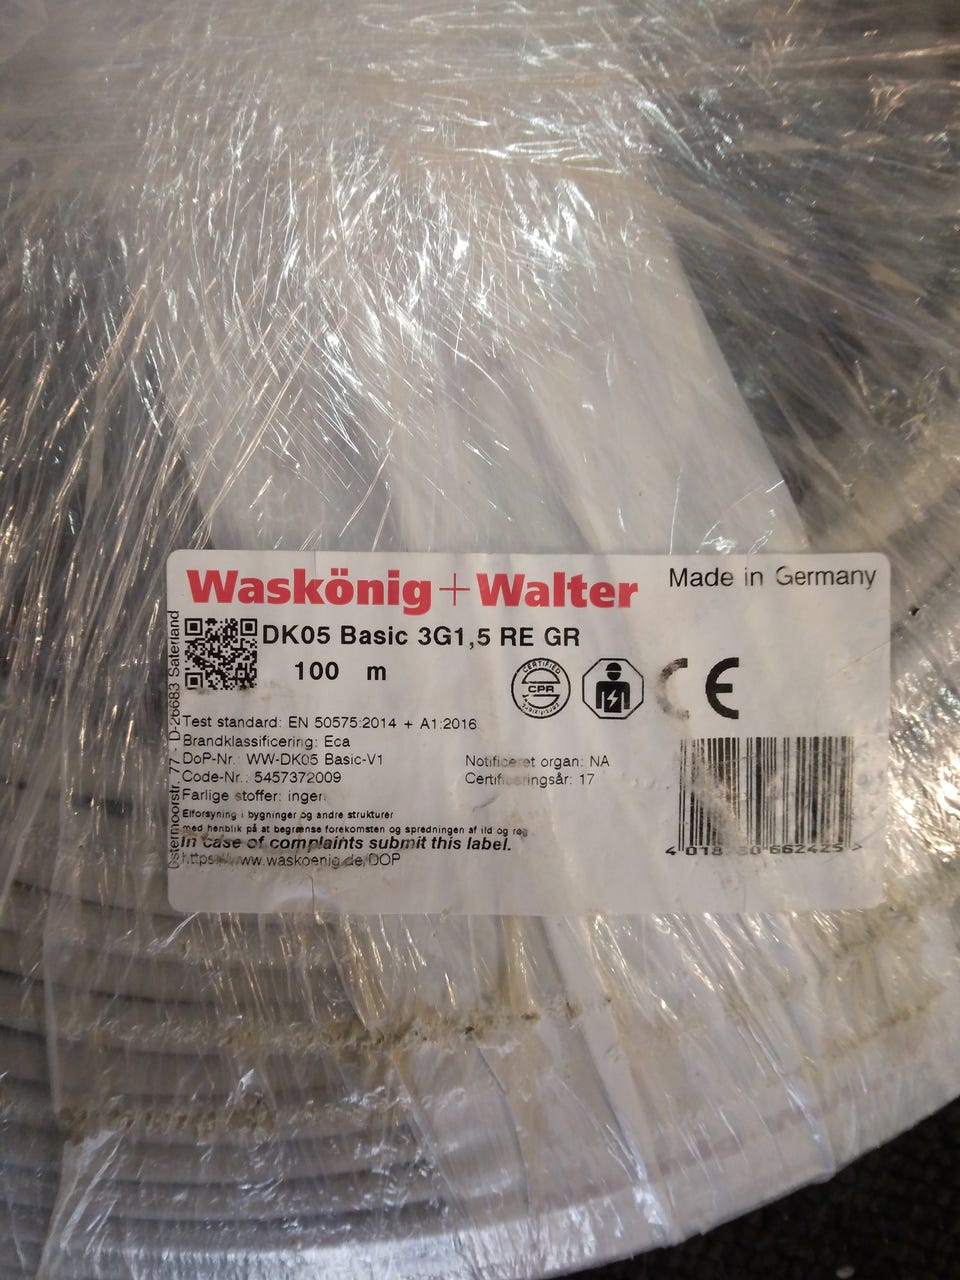 Waskönig+Walter
Made in Germany
DK05 Basic 3G1,5 RE GR
100 m
CERTIFIED
CPR
CE
Test standard: EN 50575:2014 + A1:2016
Brandklassificering: Eca
DoP-Nr.: WW-DK05 Basic-V1
Notificeret organ: NA
Code-Nr.: 5457372009
Certificeringsår: 17
Farlige stoffer: ingen
Elforsyning i bygninger og andre strukturer
med henblik på at begrænse forekomsten og spredningen af ild og røg
In case of complaints submit this label.
https://www.waskoenig.de/DOP
Ostermoorstr. 77 - D-26683 Saterland